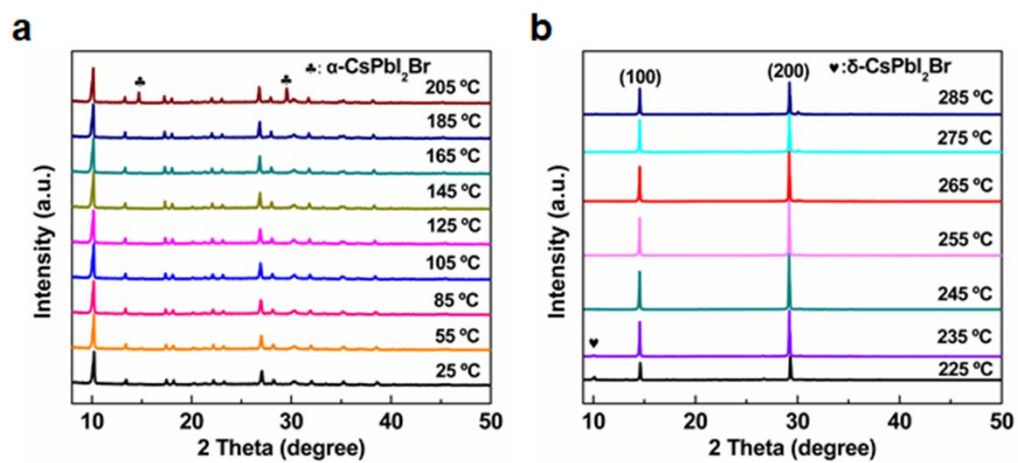 a
♣: α-CsPbI2Br
♣
♣
205 ºC
185 ºC
165 ºC
145 ºC
125 ºC
105 ºC
85 ºC
55 ºC
25 ºC
Intensity (a.u.)
10 20 30 40 50
2 Theta (degree)
b
(100)
(200)
♥:δ-CsPbI2Br
285 ºC
275 ºC
265 ºC
255 ºC
245 ºC
235 ºC
♥
225 ºC
Intensity (a.u.)
10 20 30 40 50
2 Theta (degree)